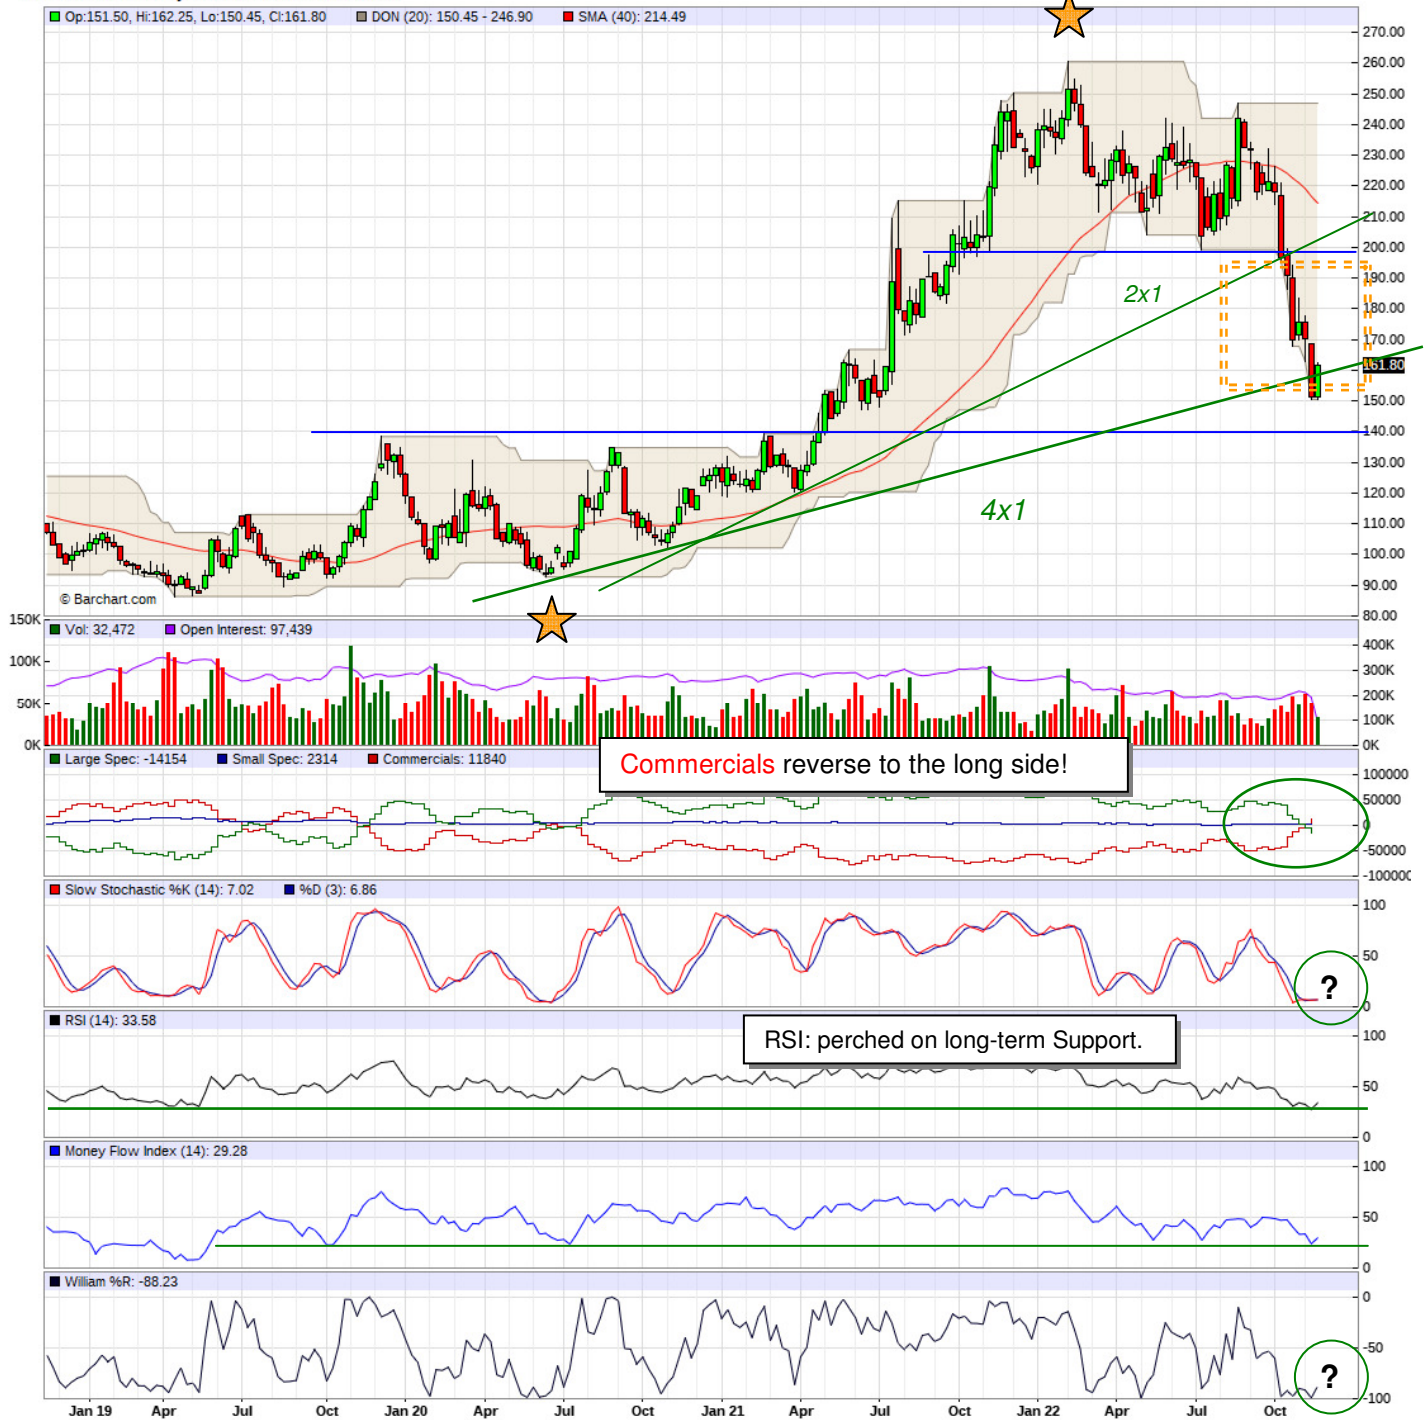 Op:151.50, Hi:162.25, Lo:150.45, Cl:161.80 DON (20): 150.45 - 246.90 SMA (40): 214.49
270.00
260.00
250.00
240.00
230.00
220.00
210.00
200.00
190.00
180.00
170.00
161.80
150.00
140.00
130.00
120.00
110.00
100.00
90.00
80.00
2x1
4x1
© Barchart.com
Vol: 32,472 Open Interest: 97,439
150K
100K
50K
0K
400K
300K
200K
100K
0K
Large Spec: -14154 Small Spec: 2314 Commercials: 11840
Commercials reverse to the long side!
100000
50000
0
-50000
-100000
Slow Stochastic %K (14): 7.02 %D (3): 6.86
100
50
0
?
RSI (14): 33.58
RSI: perched on long-term Support.
100
50
0
Money Flow Index (14): 29.28
100
50
0
William %R: -88.23
0
-50
-100
?
Jan 19 Apr Jul Oct Jan 20 Apr Jul Oct Jan 21 Apr Jul Oct Jan 22 Apr Jul Oct